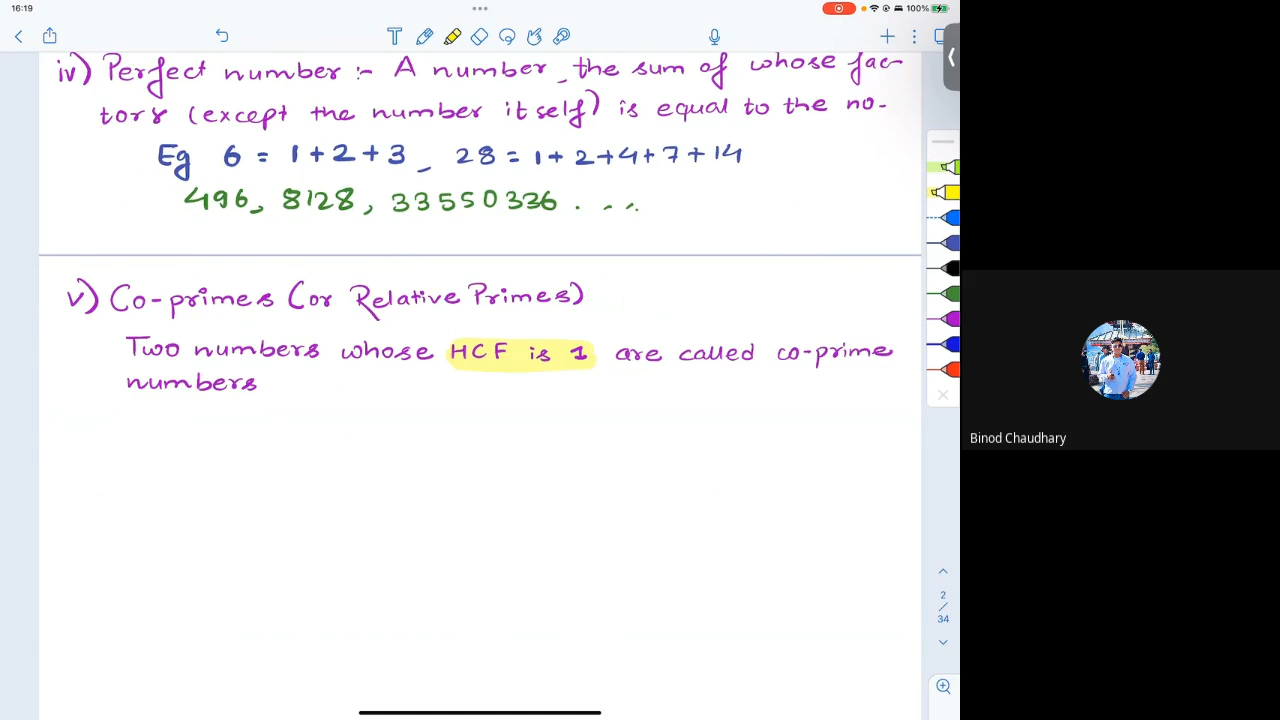 16:19
100%
iv) Perfect number :- A number, the sum of whose fac-
tors (except the number itself) is equal to the no-
Eg 6 = 1+2+3, 28 = 1+2+4+7+14
496, 8128, 33550336 . ...
v) Co-primes (or Relative Primes)
Two numbers whose HCF is 1 are called co-prime
numbers
Binod Chaudhary
2
/
34